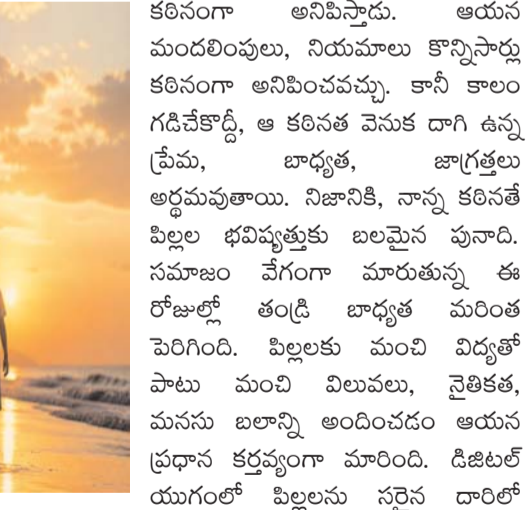 కఠినంగా అనిపిస్తాడు. ఆయన
మందలింపులు, నియమాలు కొన్నిసార్లు
కఠినంగా అనిపించవచ్చు. కానీ కాలం
గడిచేకొద్దీ, ఆ కఠినత వెనుక దాగి ఉన్న
ప్రేమ, బాధ్యత, జాగ్రత్తలు
అర్థమవుతాయి. నిజానికి, నాన్న కఠినతే
పిల్లల భవిష్యత్తుకు బలమైన పునాది.
సమాజం వేగంగా మారుతున్న ఈ
రోజుల్లో తండ్రి బాధ్యత మరింత
పెరిగింది. పిల్లలకు మంచి విద్యతో
పాటు మంచి విలువలు, నైతికత,
మనసు బలాన్ని అందించడం ఆయన
ప్రధాన కర్తవ్యంగా మారింది. డిజిటల్
యుగంలో పిల్లలను సరైన దారిలో